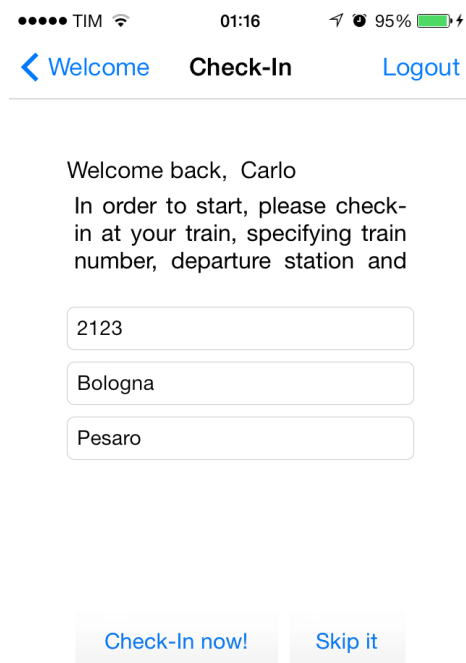 TIM 01:16 95%
Welcome Check-In Logout
Welcome back, Carlo
In order to start, please check-
in at your train, specifying train
number, departure station and
2123
Bologna
Pesaro
Check-In now! Skip it